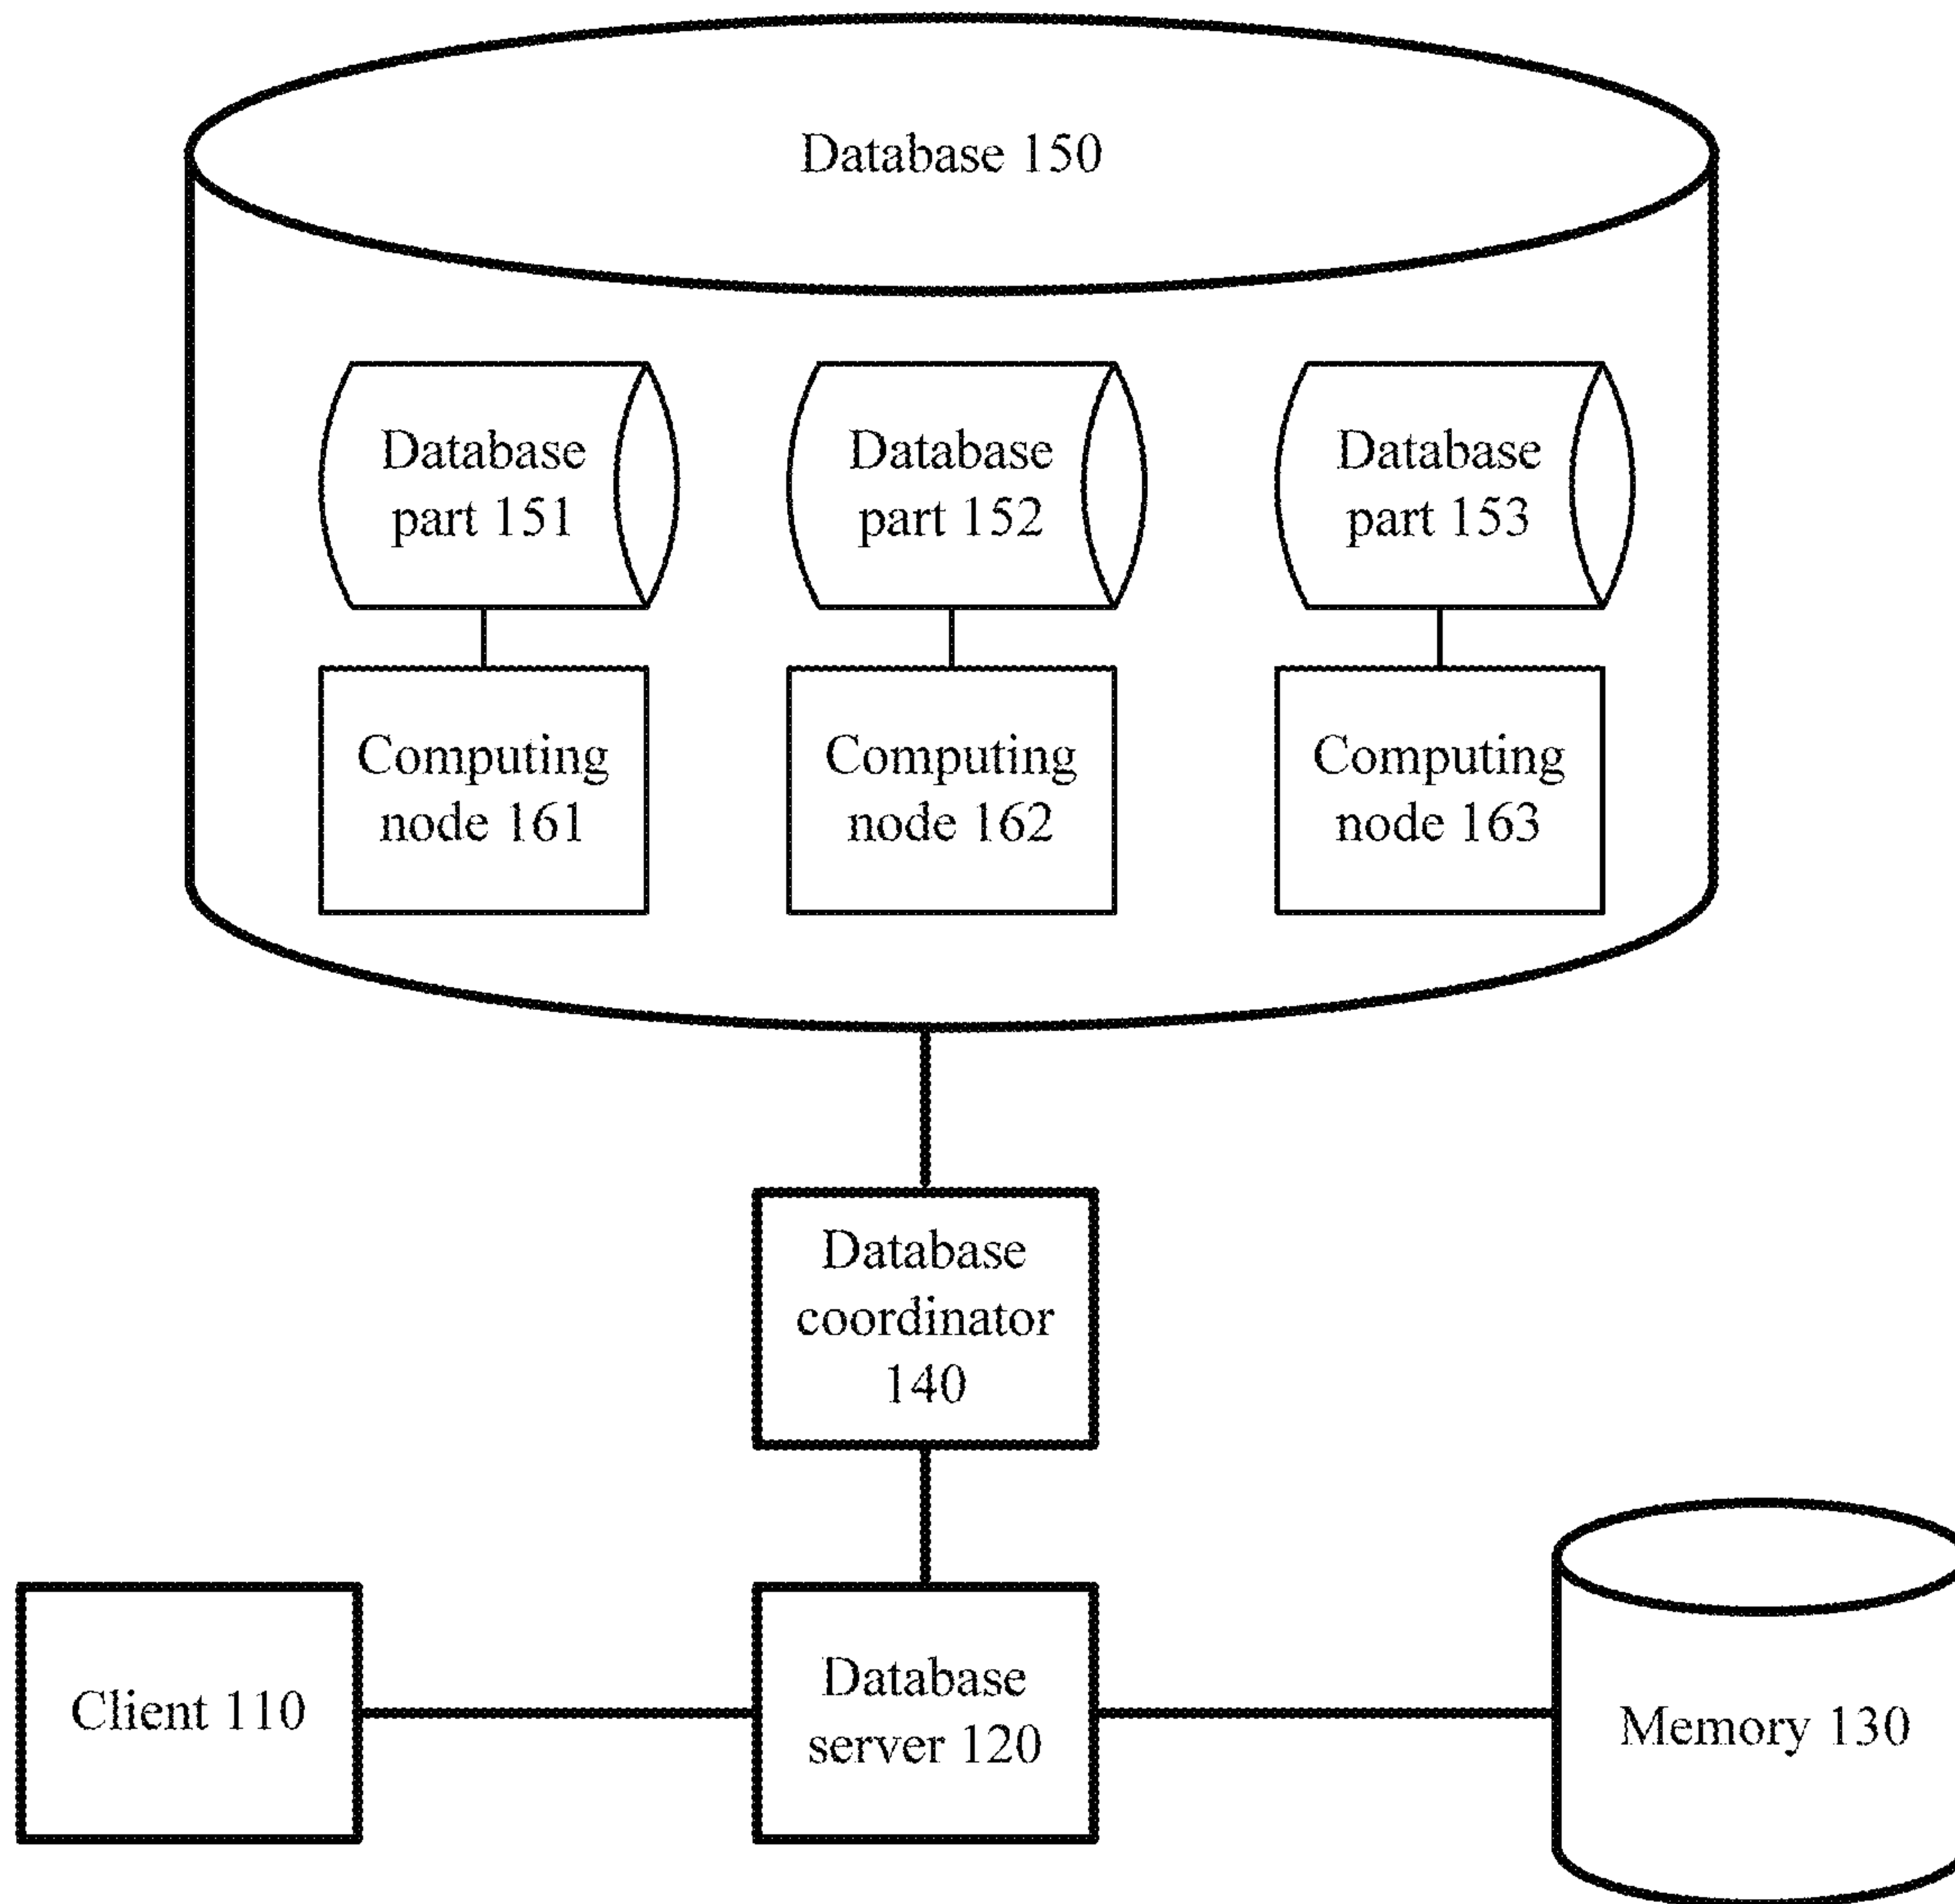 Database 150
Database
part 151
Database
part 152
Database
part 153
Computing
node 161
Computing
node 162
Computing
node 163
Database
coordinator
140
Client 110
Database
server 120
Memory 130